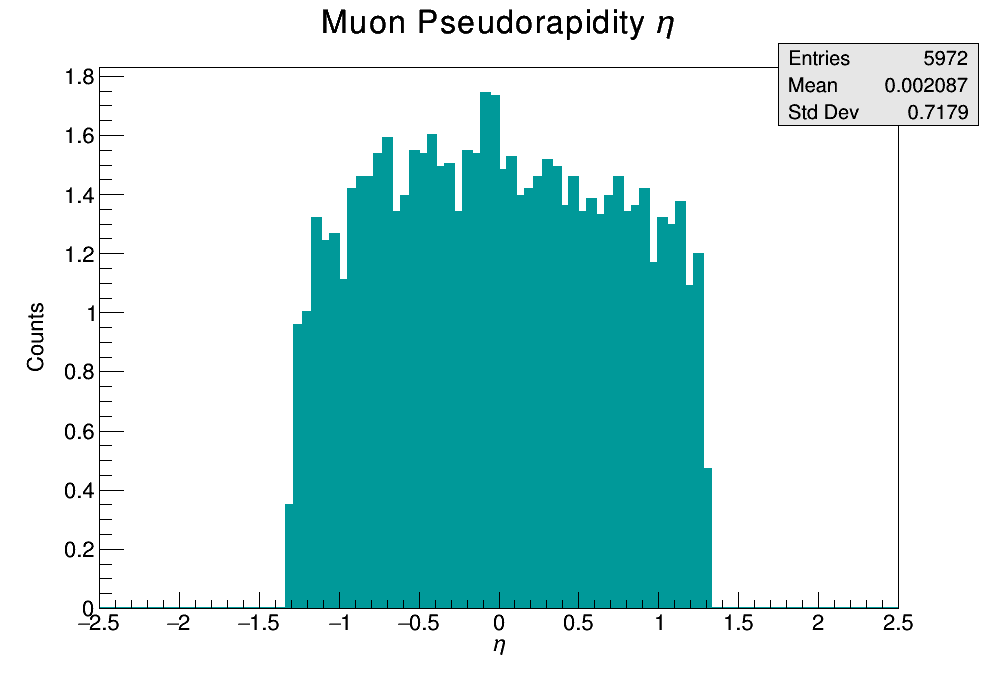 Muon Pseudorapidity η
Entries 5972
Mean 0.002087
Std Dev 0.7179
1.8
1.6
1.4
1.2
1
0.8
0.6
0.4
0.2
0
Counts
−2.5 −2 −1.5 −1 −0.5 0 0.5 1 1.5 2 2.5
η